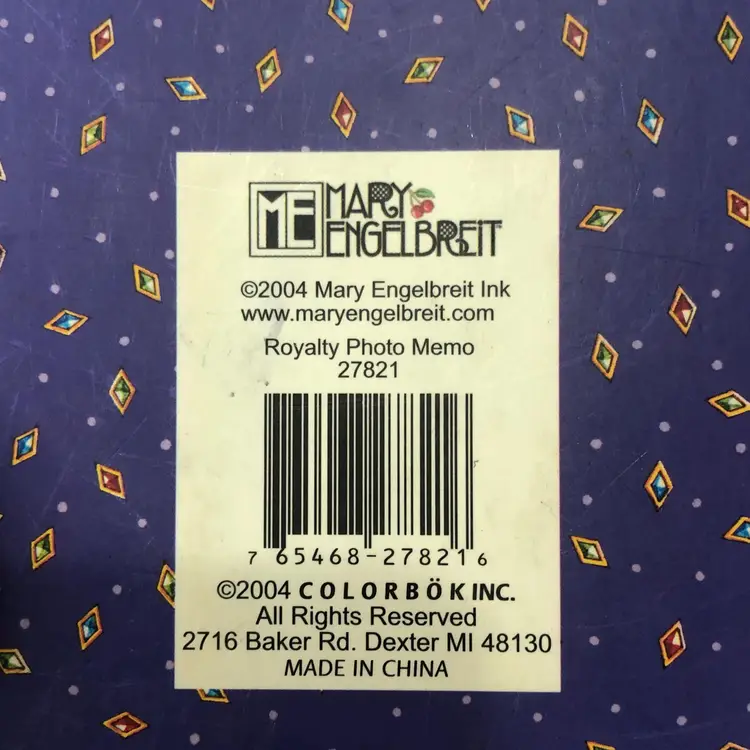 ME MARY
ENGELBREIT
©2004 Mary Engelbreit Ink
www.maryengelbreit.com
Royalty Photo Memo
27821
7 65468-27821 6
©2004 COLORBÖK INC.
All Rights Reserved
2716 Baker Rd. Dexter MI 48130
MADE IN CHINA